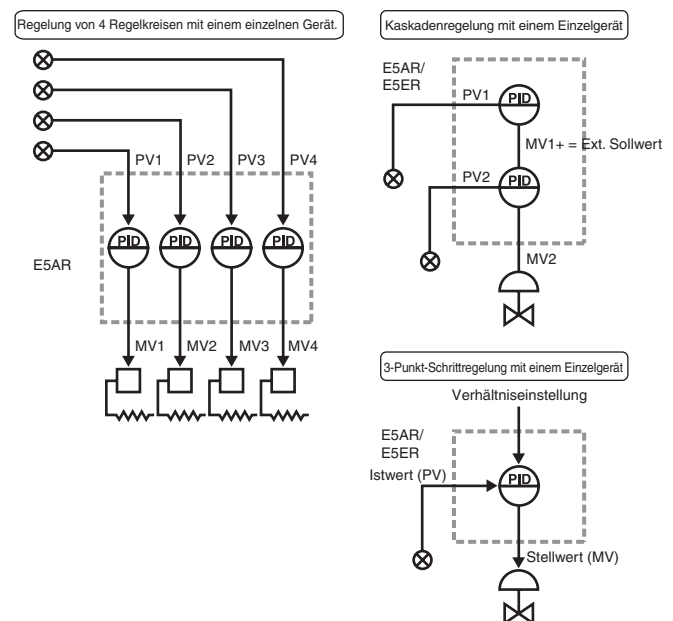 Regelung von 4 Regelkreisen mit einem einzelnen Gerät.
PV1 PV2 PV3 PV4
PID PID PID PID
E5AR
MV1 MV2 MV3 MV4
Kaskadenregelung mit einem Einzelgerät
E5AR/
E5ER
PV1
PID
MV1+ = Ext. Sollwert
PV2
PID
MV2
3-Punkt-Schrittregelung mit einem Einzelgerät
Verhältniseinstellung
E5AR/
E5ER
Istwert (PV)
PID
Stellwert (MV)